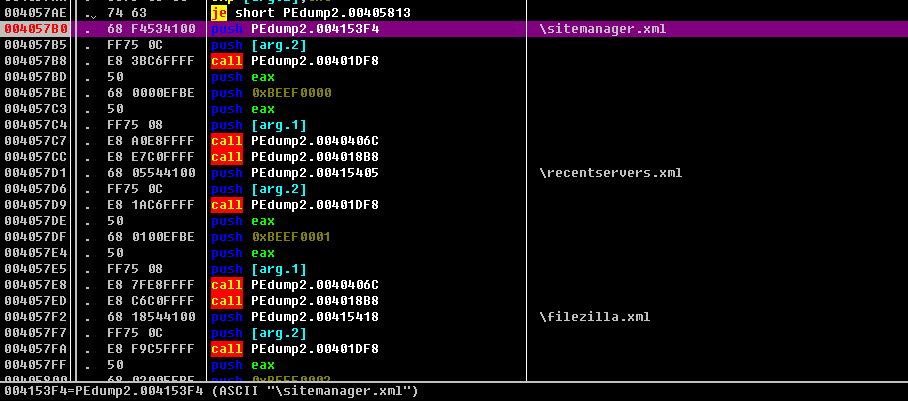 004057AE . 74 63 je short PEdump2.00405813
004057B0 . 68 F4534100 push PEdump2.004153F4 \sitemanager.xml
004057B5 . FF75 0C push [arg.2]
004057B8 . E8 3BC6FFFF call PEdump2.00401DF8
004057BD . 50 push eax
004057BE . 68 0000EFBE push 0xBEEF0000
004057C3 . 50 push eax
004057C4 . FF75 08 push [arg.1]
004057C7 . E8 A0E8FFFF call PEdump2.0040406C
004057CC . E8 E7C0FFFF call PEdump2.004018B8
004057D1 . 68 05544100 push PEdump2.00415405 \recentservers.xml
004057D6 . FF75 0C push [arg.2]
004057D9 . E8 1AC6FFFF call PEdump2.00401DF8
004057DE . 50 push eax
004057DF . 68 0100EFBE push 0xBEEF0001
004057E4 . 50 push eax
004057E5 . FF75 08 push [arg.1]
004057E8 . E8 7FE8FFFF call PEdump2.0040406C
004057ED . E8 C6C0FFFF call PEdump2.004018B8
004057F2 . 68 18544100 push PEdump2.00415418 \filezilla.xml
004057F7 . FF75 0C push [arg.2]
004057FA . E8 F9C5FFFF call PEdump2.00401DF8
004057FF . 50 push eax
004153F4=PEdump2.004153F4 (ASCII "\sitemanager.xml")